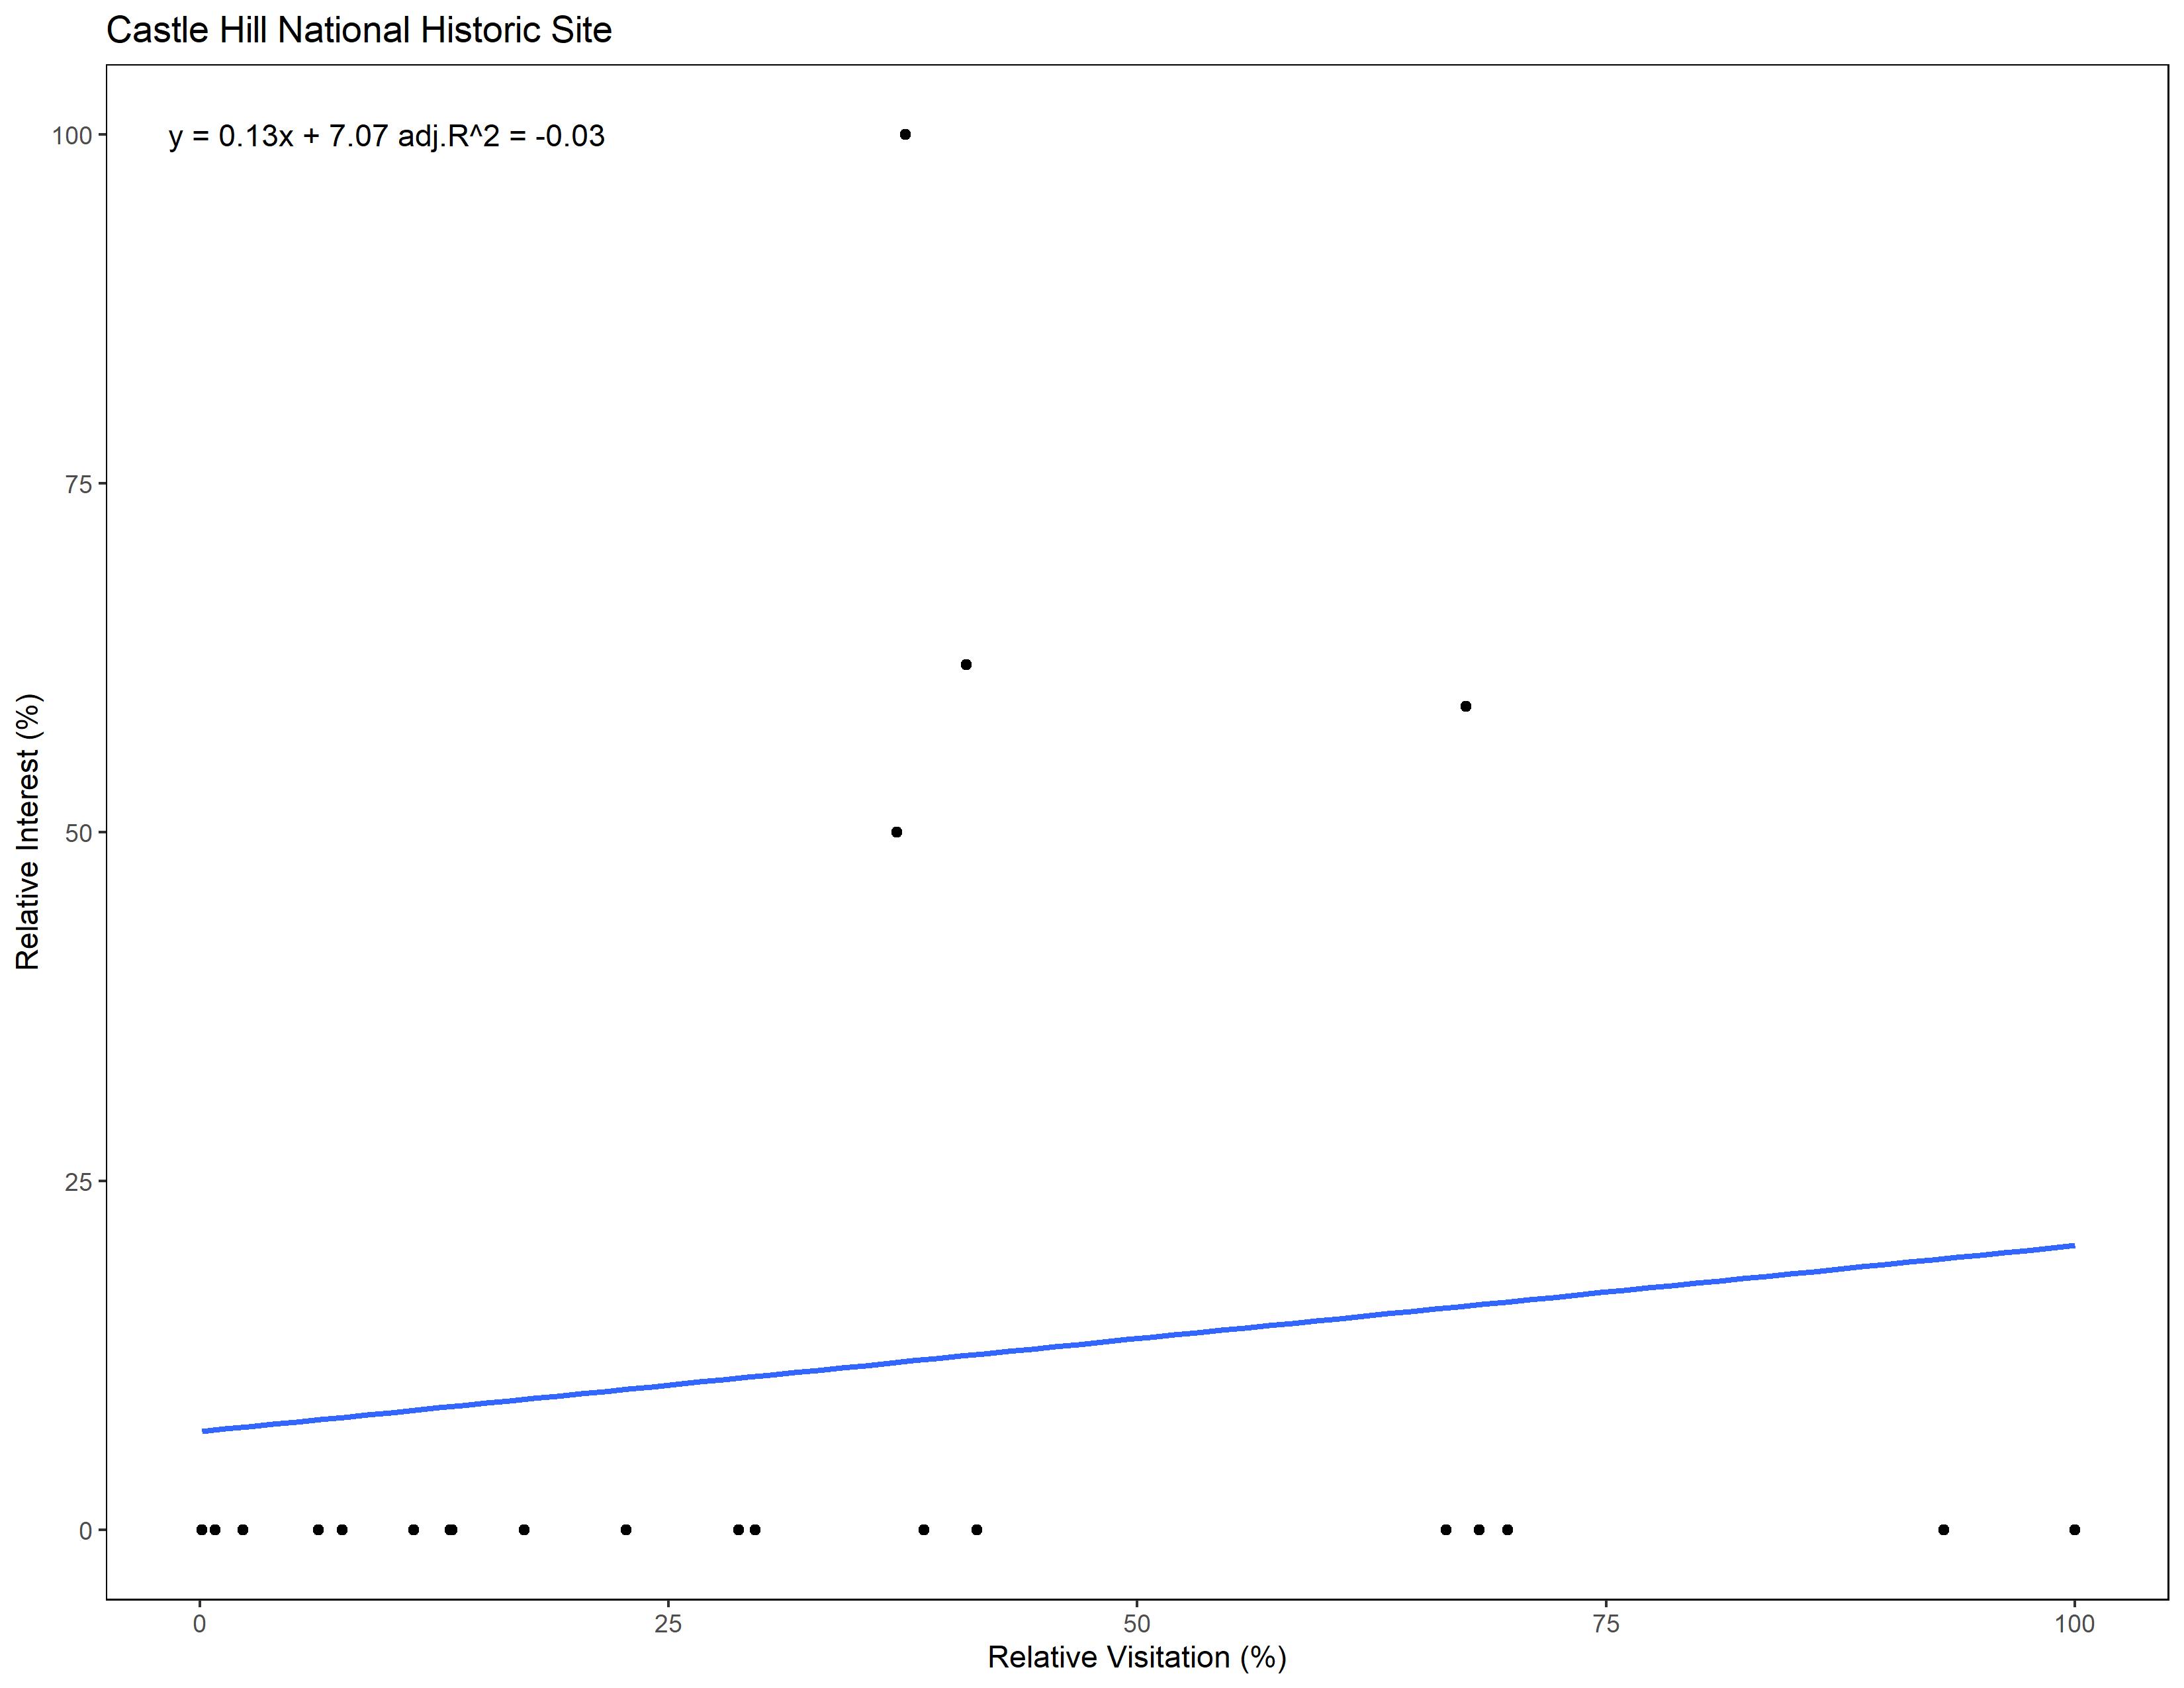 Castle Hill National Historic Site
y = 0.13x + 7.07 adj.R^2 = -0.03
100
75
50
25
0
Relative Interest (%)
0 25 50 75 100
Relative Visitation (%)